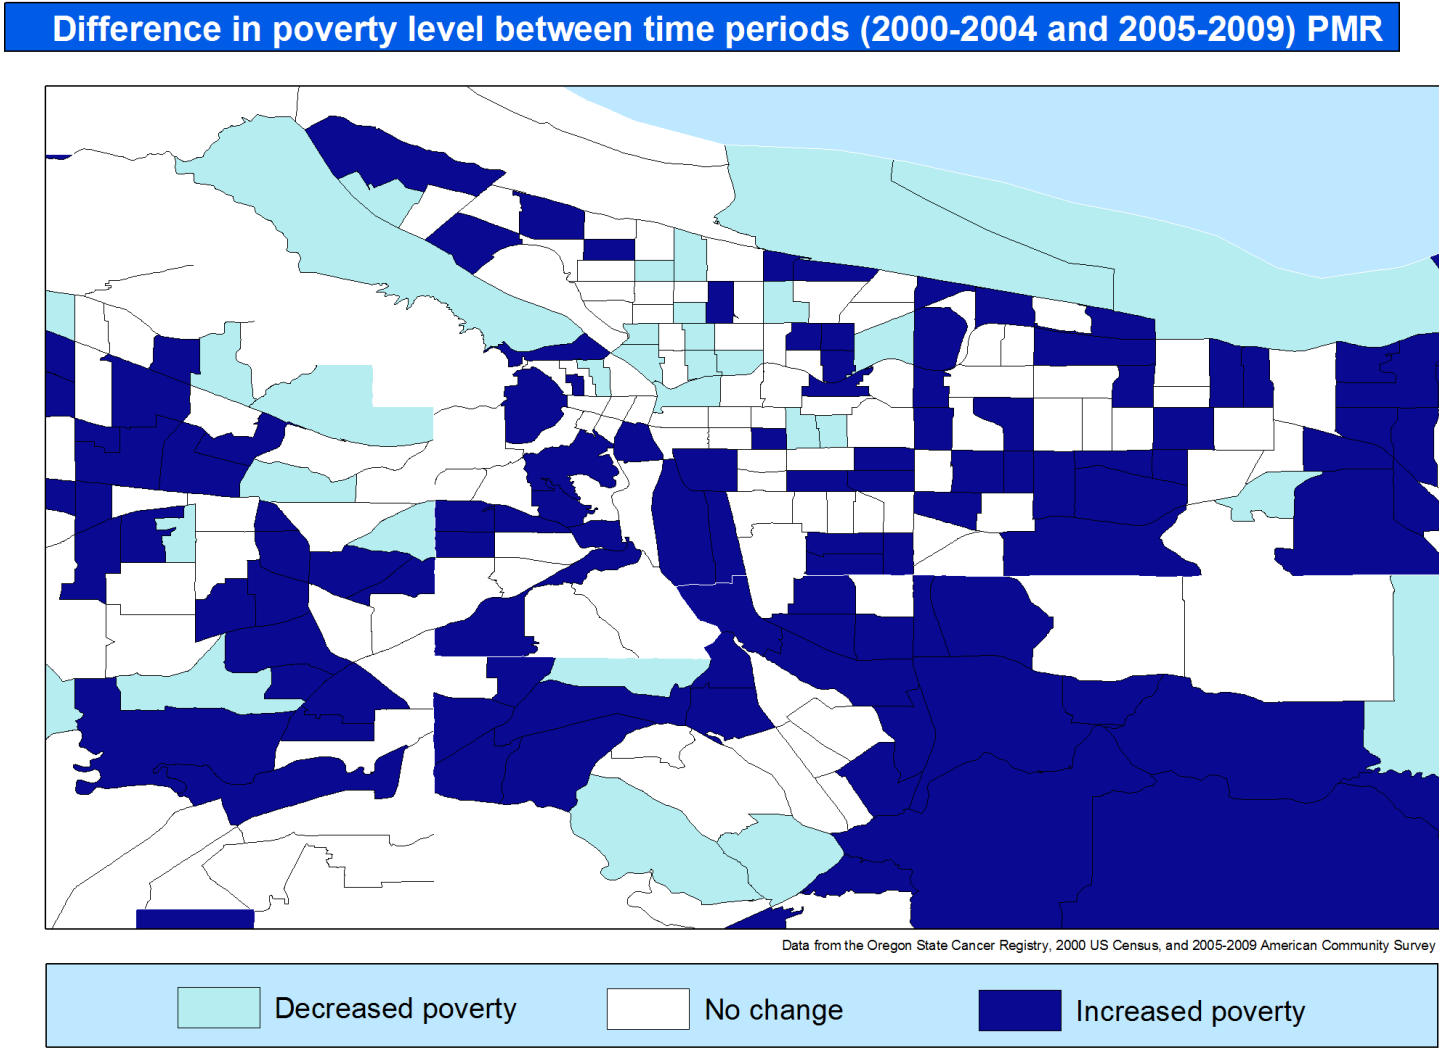 Difference in poverty level between time periods (2000-2004 and 2005-2009) PMR
Data from the Oregon State Cancer Registry, 2000 US Census, and 2005-2009 American Community Survey
Decreased poverty
No change
Increased poverty